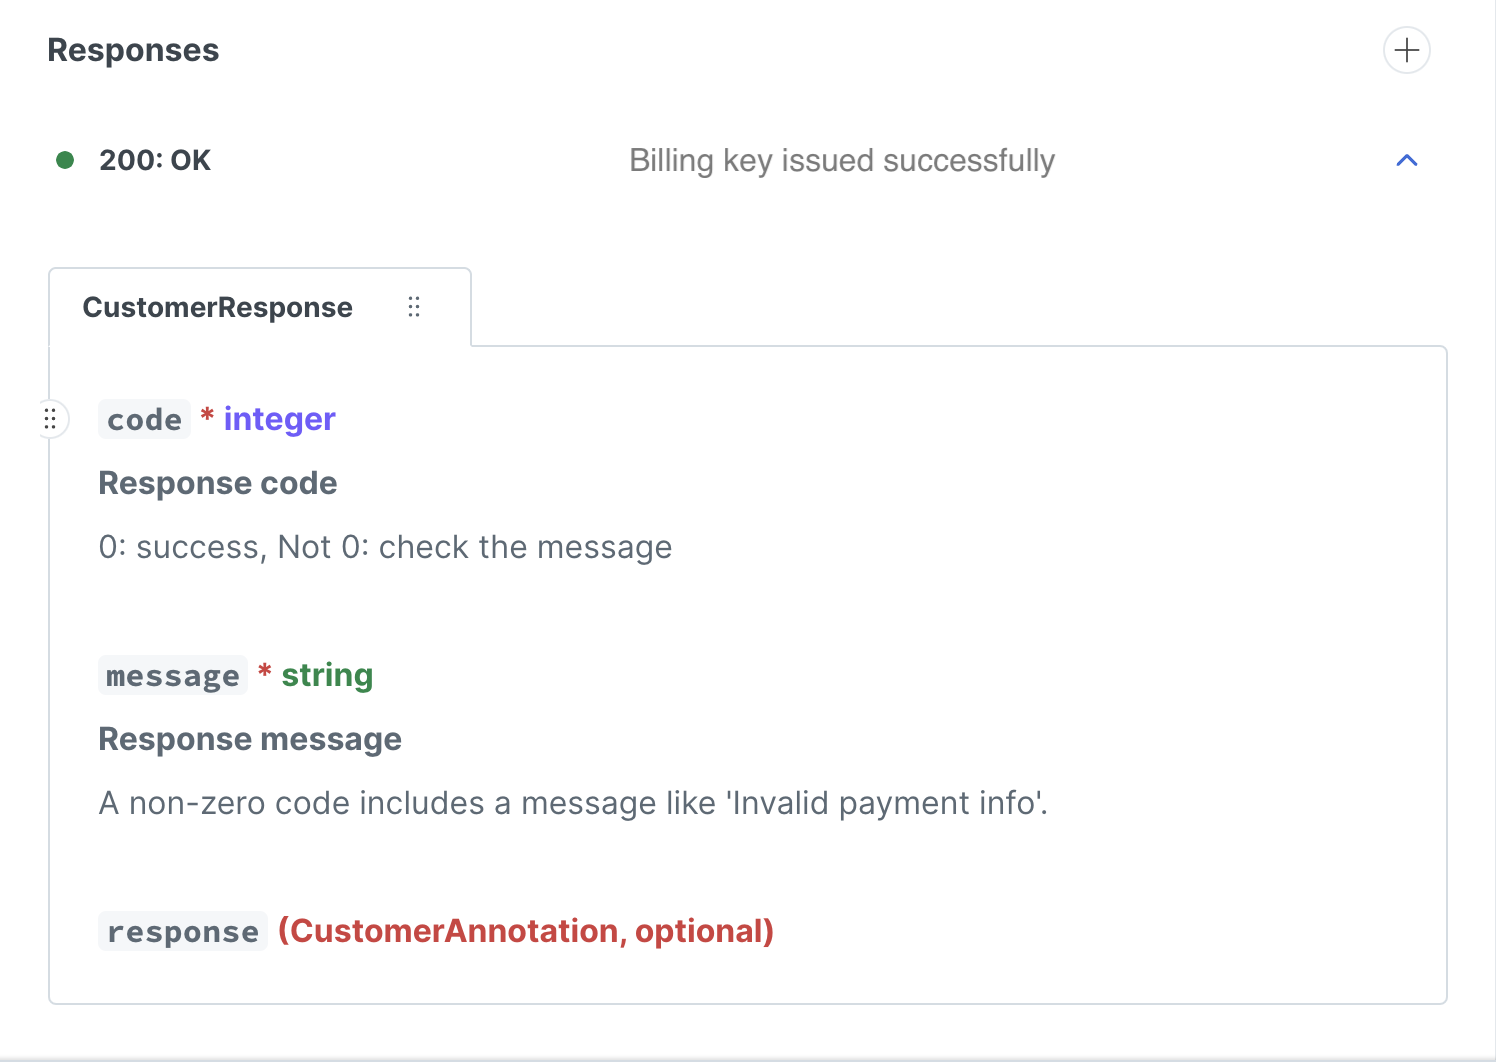 Responses
200: OK
Billing key issued successfully
CustomerResponse
code * integer
Response code
0: success, Not 0: check the message
message * string
Response message
A non-zero code includes a message like 'Invalid payment info'.
response (CustomerAnnotation, optional)